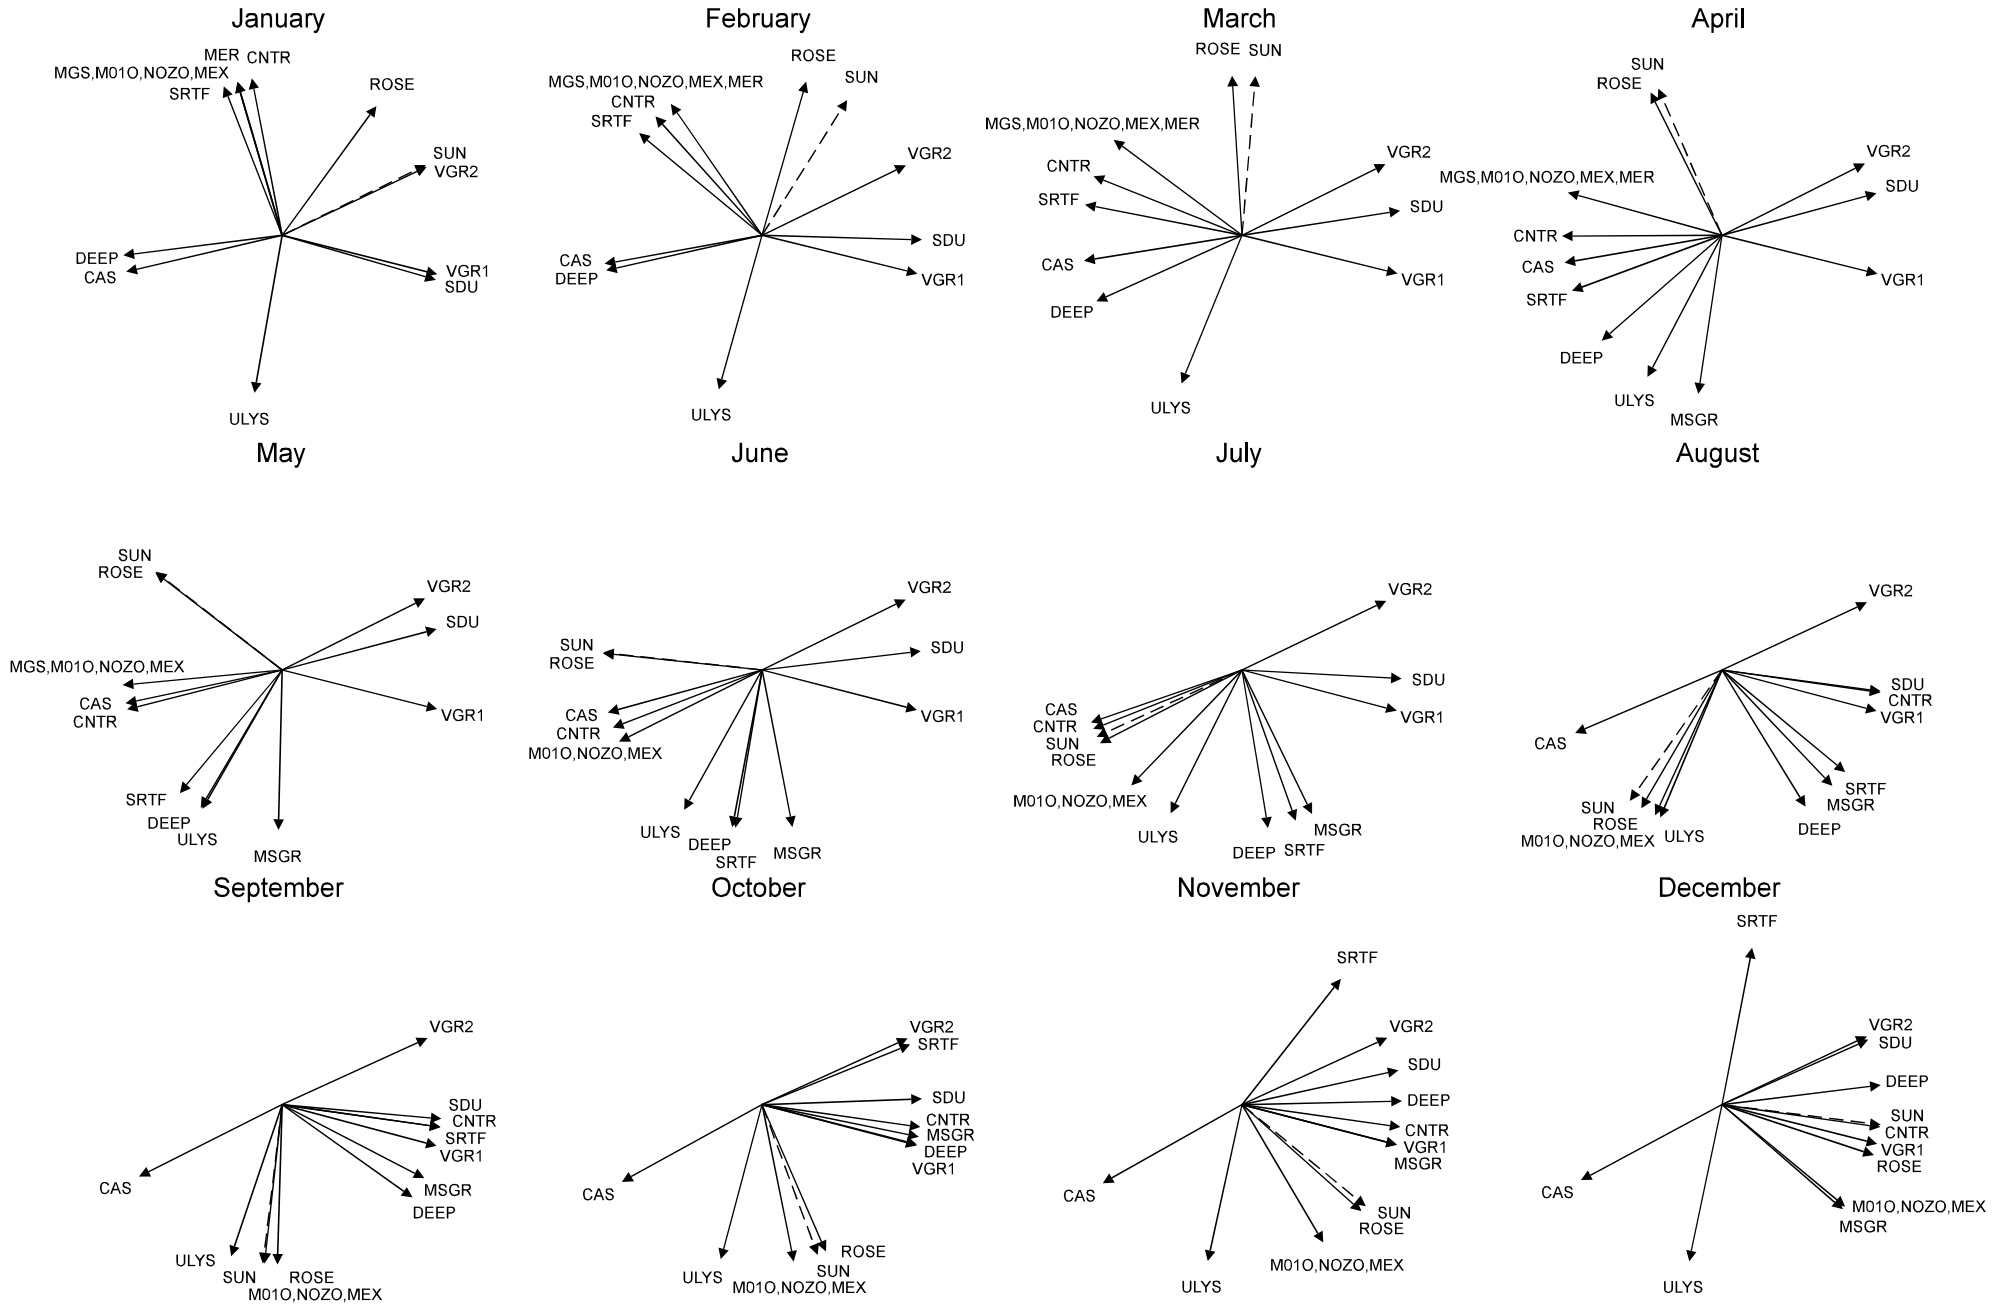 January
MER CNTR
MGS,M01O,NOZO,MEX
SRTF
ROSE
SUN
VGR2
DEEP
CAS
VGR1
SDU
ULYS
February
ROSE
SUN
MGS,M01O,NOZO,MEX,MER
CNTR
SRTF
VGR2
SDU
CAS
DEEP
VGR1
ULYS
March
ROSE SUN
MGS,M01O,NOZO,MEX,MER
VGR2
CNTR
SRTF
SDU
CAS
VGR1
DEEP
ULYS
April
SUN
ROSE
VGR2
MGS,M01O,NOZO,MEX,MER
SDU
CNTR
CAS
VGR1
SRTF
DEEP
ULYS
MSGR
May
SUN
ROSE
VGR2
SDU
MGS,M01O,NOZO,MEX
CAS
CNTR
VGR1
SRTF
DEEP
ULYS
MSGR
June
VGR2
SUN
ROSE
SDU
CAS
CNTR
VGR1
M01O,NOZO,MEX
ULYS
DEEP
SRTF
MSGR
July
VGR2
SDU
CAS
CNTR
VGR1
SUN
ROSE
M01O,NOZO,MEX
ULYS
MSGR
DEEP SRTF
August
VGR2
SDU
CNTR
VGR1
CAS
SRTF
SUN
MSGR
ROSE
DEEP
M01O,NOZO,MEX
ULYS
September
VGR2
SDU
CNTR
SRTF
VGR1
CAS
MSGR
DEEP
ULYS
SUN
ROSE
M01O,NOZO,MEX
October
VGR2
SRTF
SDU
CNTR
MSGR
DEEP
VGR1
CAS
ROSE
ULYS
SUN
M01O,NOZO,MEX
November
SRTF
VGR2
SDU
DEEP
CNTR
VGR1
MSGR
CAS
SUN
ROSE
M01O,NOZO,MEX
ULYS
December
SRTF
VGR2
SDU
DEEP
SUN
CNTR
VGR1
ROSE
CAS
M01O,NOZO,MEX
MSGR
ULYS